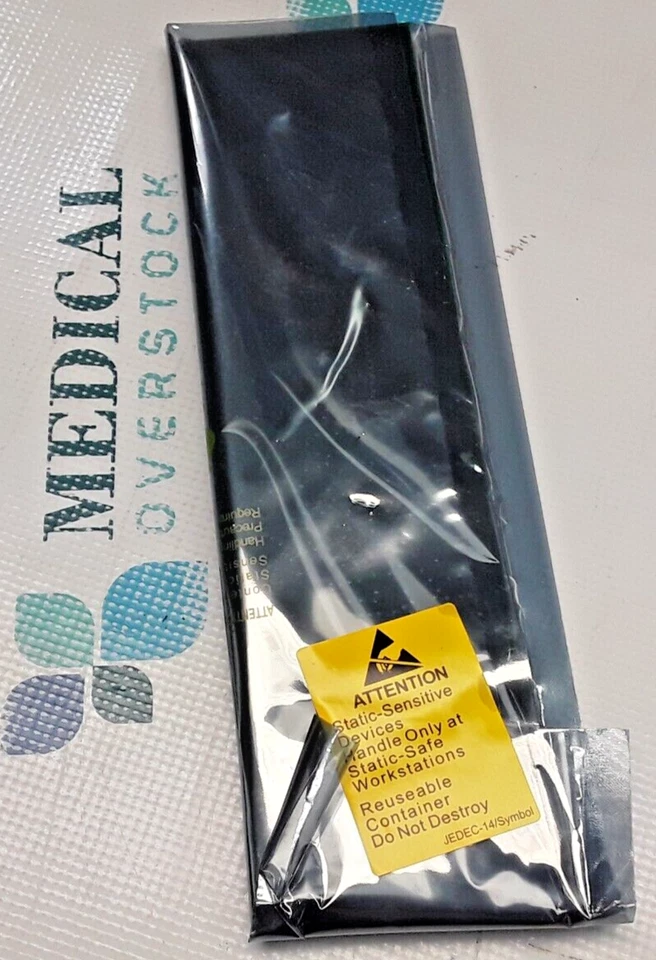 MEDICAL
OVERSTOCK
ATTENTION
Static-Sensitive
Devices
Handle Only at
Static-Safe
Workstations
Reuseable
Container
Do Not Destroy
JEDEC-14/Symbol